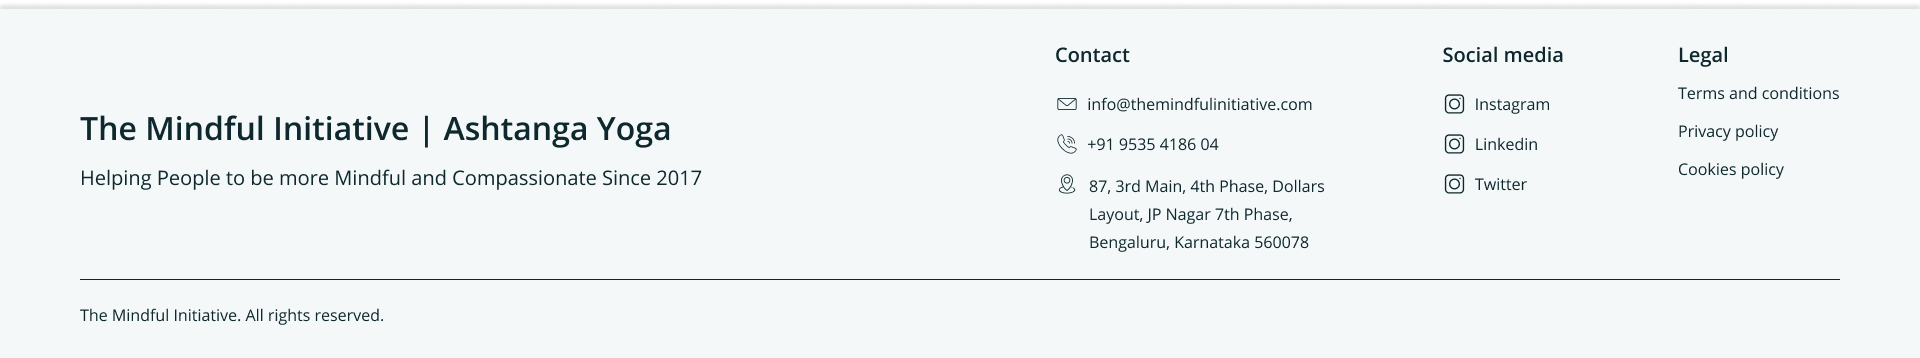 The Mindful Initiative | Ashtanga Yoga
Helping People to be more Mindful and Compassionate Since 2017
Contact
info@themindfulinitiative.com
+91 9535 4186 04
87, 3rd Main, 4th Phase, Dollars
Layout, JP Nagar 7th Phase,
Bengaluru, Karnataka 560078
Social media
Instagram
Linkedin
Twitter
Legal
Terms and conditions
Privacy policy
Cookies policy
The Mindful Initiative. All rights reserved.